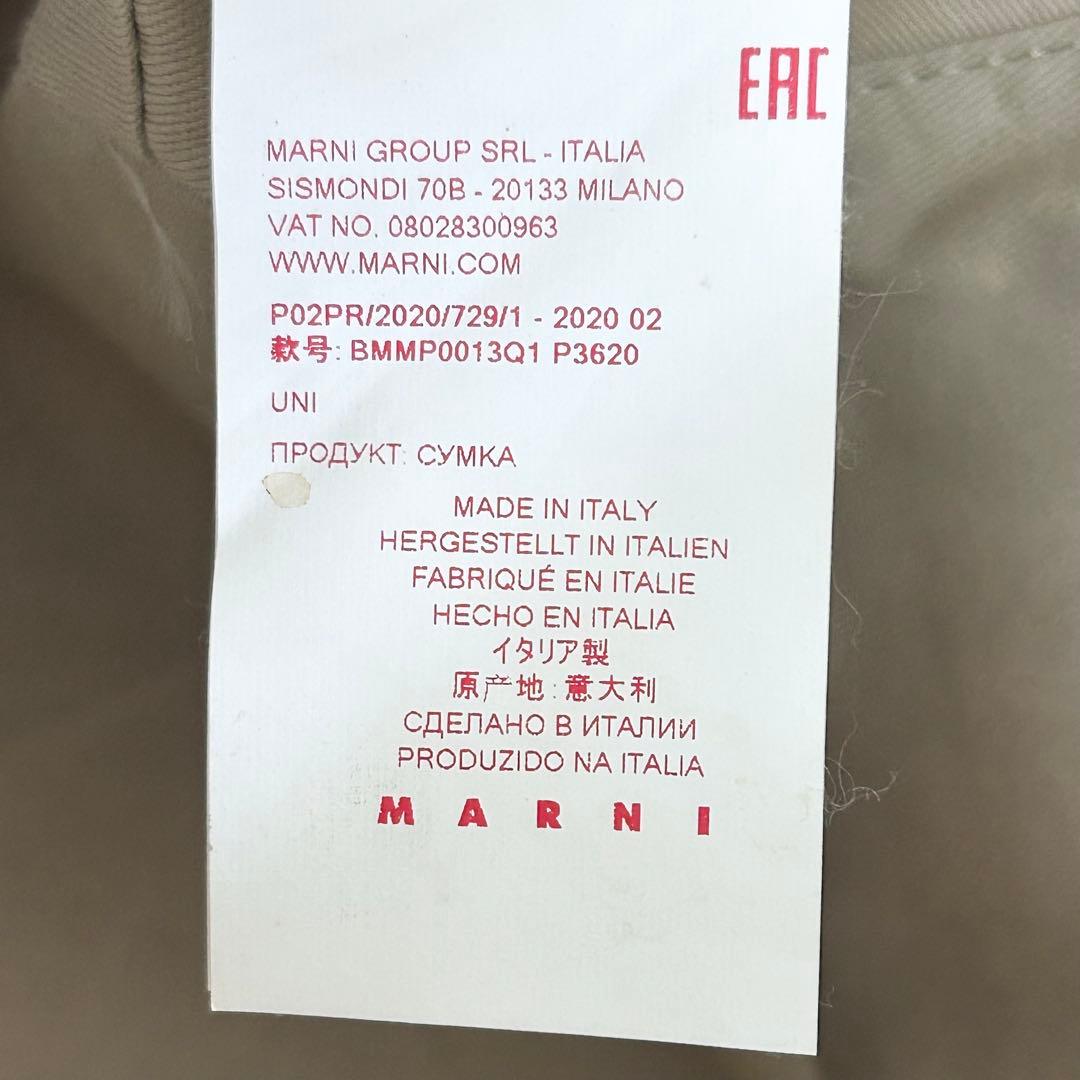 EAC
MARNI GROUP SRL - ITALIA
SISMONDI 70B - 20133 MILANO
VAT NO. 08028300963
WWW.MARNI.COM
P02PR/2020/729/1 - 2020 02
款号: BMMP0013Q1 P3620
UNI
ПРОДУКТ: СУМКА
MADE IN ITALY
HERGESTELLT IN ITALIEN
FABRIQUÉ EN ITALIE
HECHO EN ITALIA
イタリア製
原产地: 意大利
СДЕЛАНО В ИТАЛИИ
PRODUZIDO NA ITALIA
MARNI